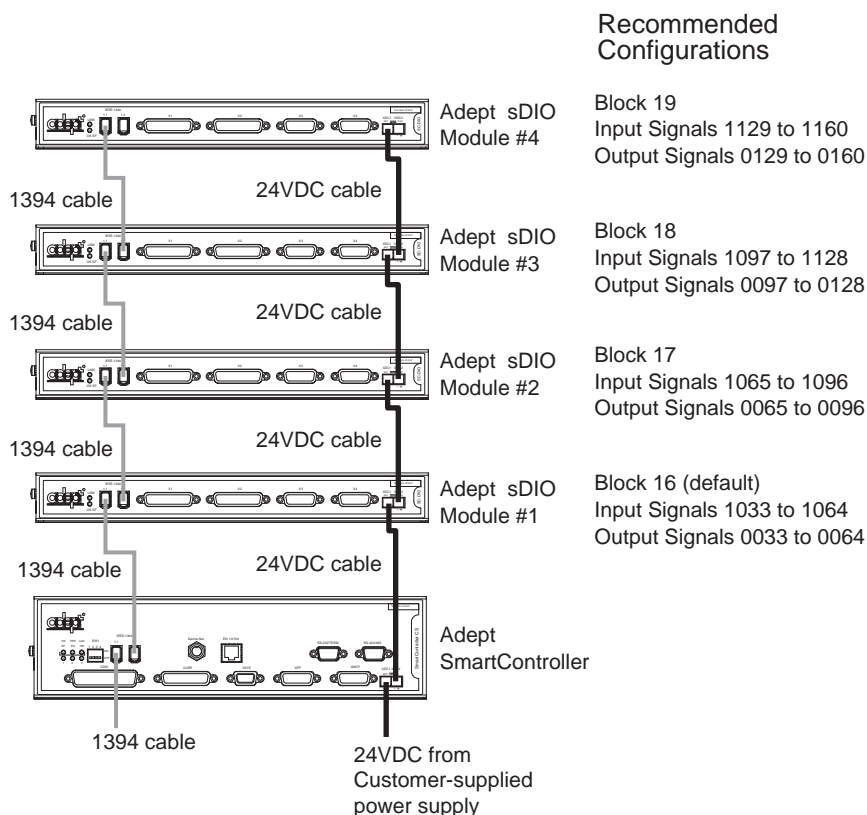 Recommended
Configurations
Adept sDIO
Module #4
Block 19
Input Signals 1129 to 1160
Output Signals 0129 to 0160
1394 cable
24VDC cable
Adept sDIO
Module #3
Block 18
Input Signals 1097 to 1128
Output Signals 0097 to 0128
1394 cable
24VDC cable
Adept sDIO
Module #2
Block 17
Input Signals 1065 to 1096
Output Signals 0065 to 0096
1394 cable
24VDC cable
Adept sDIO
Module #1
Block 16 (default)
Input Signals 1033 to 1064
Output Signals 0033 to 0064
1394 cable
24VDC cable
Adept
SmartController
SmartController CS
1394 cable
24VDC from
Customer-supplied
power supply